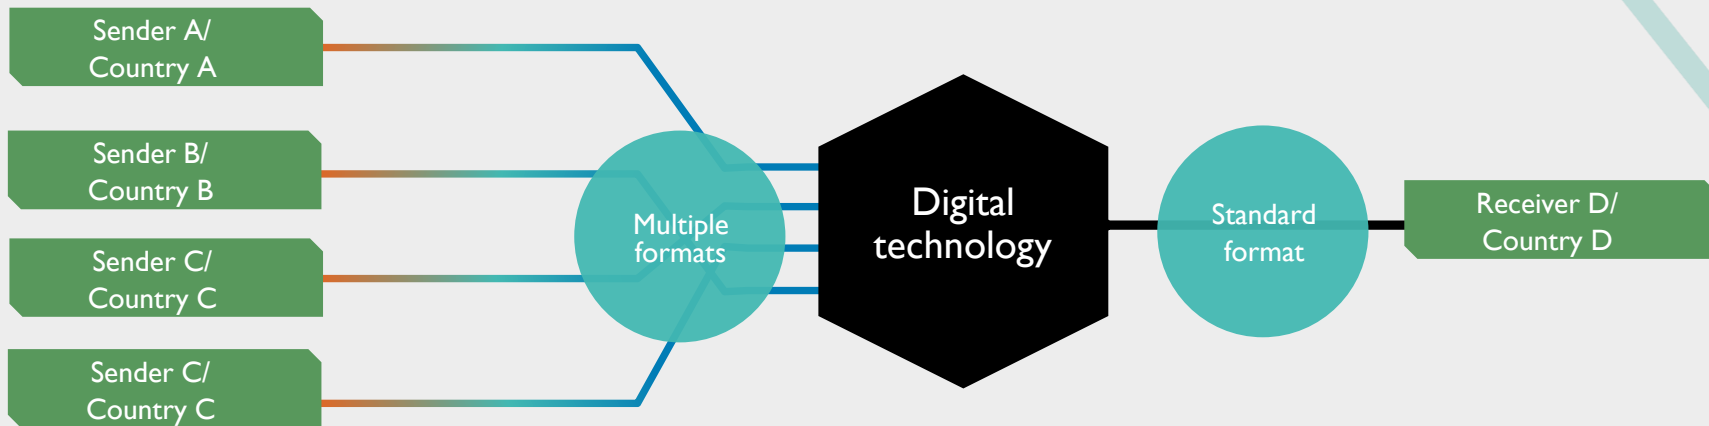 Sender A/
Country A
Sender B/
Country B
Sender C/
Country C
Sender C/
Country C
Multiple
formats
Digital
technology
Standard
format
Receiver D/
Country D